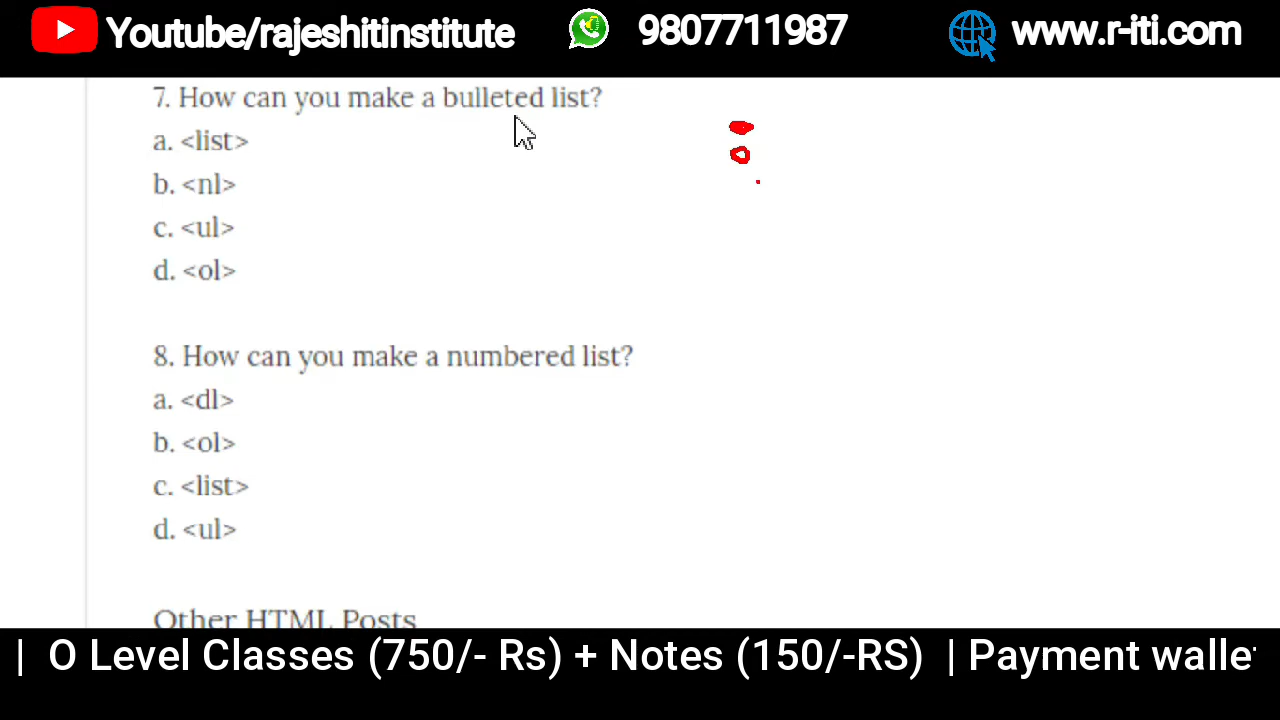 Youtube/rajeshitinstitute 9807711987 www.r-iti.com
7. How can you make a bulleted list?
a. <list>
b. <nl>
c. <ul>
d. <ol>
8. How can you make a numbered list?
a. <dl>
b. <ol>
c. <list>
d. <ul>
Other HTML Posts
| O Level Classes (750/- Rs) + Notes (150/-RS) | Payment walle